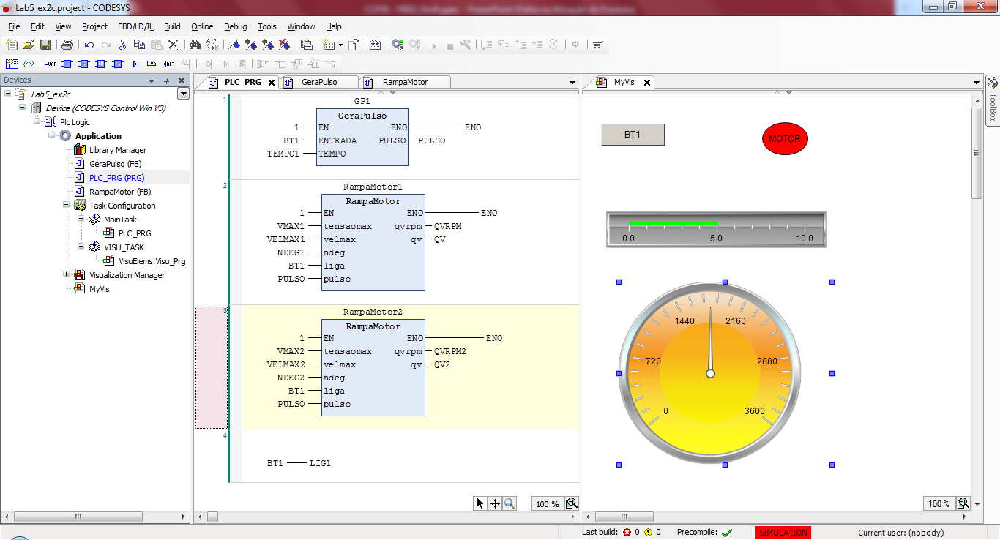 Lab5_ex2c.project - CODESYS
File Edit View Project FBD/LD/IL Build Online Debug Tools Window Help
VAR RET
Devices
Lab5_ex2c
Device (CODESYS Control Win V3)
Plc Logic
Application
Library Manager
GeraPulso (FB)
PLC_PRG (PRG)
RampaMotor (FB)
Task Configuration
MainTask
PLC_PRG
VISU_TASK
VisuElems.Visu_Prg
Visualization Manager
MyVis
PLC_PRG GeraPulso RampaMotor
1
GP1
GeraPulso
1 EN ENO ENO
BT1 ENTRADA PULSO PULSO
TEMPO1 TEMPO
2
RampaMotor1
RampaMotor
1 EN ENO ENO
VMAX1 tensaomax qvrpm QVRPM
VELMAX1 velmax qv QV
NDEG1 ndeg
BT1 liga
PULSO pulso
3
RampaMotor2
RampaMotor
1 EN ENO ENO
VMAX2 tensaomax qvrpm QVRPM2
VELMAX2 velmax qv QV2
NDEG2 ndeg
BT1 liga
PULSO pulso
4
BT1 LIG1
100 %
MyVis
BT1 MOTOR
0.0 5.0 10.0
1440 2160
720 2880
0 3600
100 %
ToolBox
Last build: 0 0 Precompile: SIMULATION Current user: (nobody)